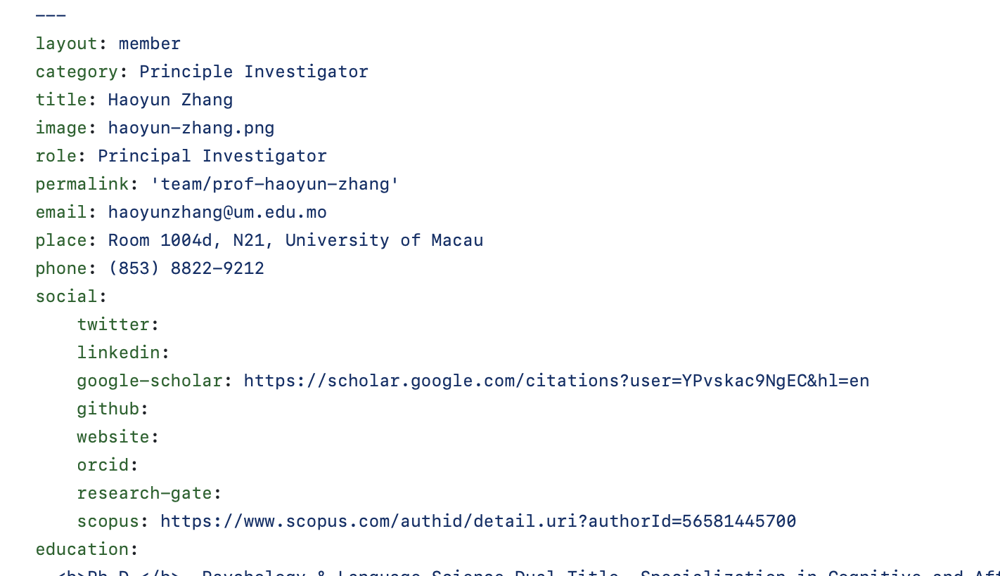 ---
layout: member
category: Principle Investigator
title: Haoyun Zhang
image: haoyun-zhang.png
role: Principal Investigator
permalink: 'team/prof-haoyun-zhang'
email: haoyunzhang@um.edu.mo
place: Room 1004d, N21, University of Macau
phone: (853) 8822-9212
social:
    twitter:
    linkedin:
    google-scholar: https://scholar.google.com/citations?user=YPvskac9NgEC&hl=en
    github:
    website:
    orcid:
    research-gate:
    scopus: https://www.scopus.com/authid/detail.uri?authorId=56581445700
education:
  <b>Ph.D.</b>, Psychology & Language Science Dual-Title, Specialization in Cognitive and